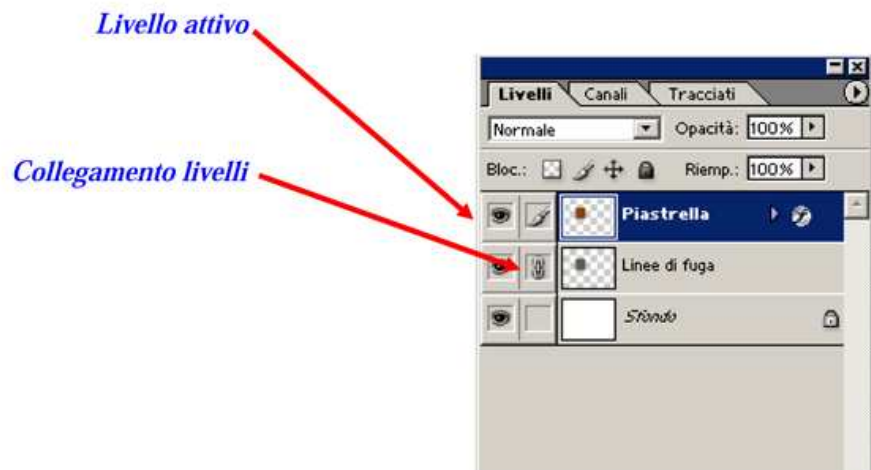 Livello attivo
Livelli Canali Tracciati
Normale Opacità: 100%
Bloc.: Riemp.: 100%
Collegamento livelli
Piastrella
Linee di fuga
Sfondo